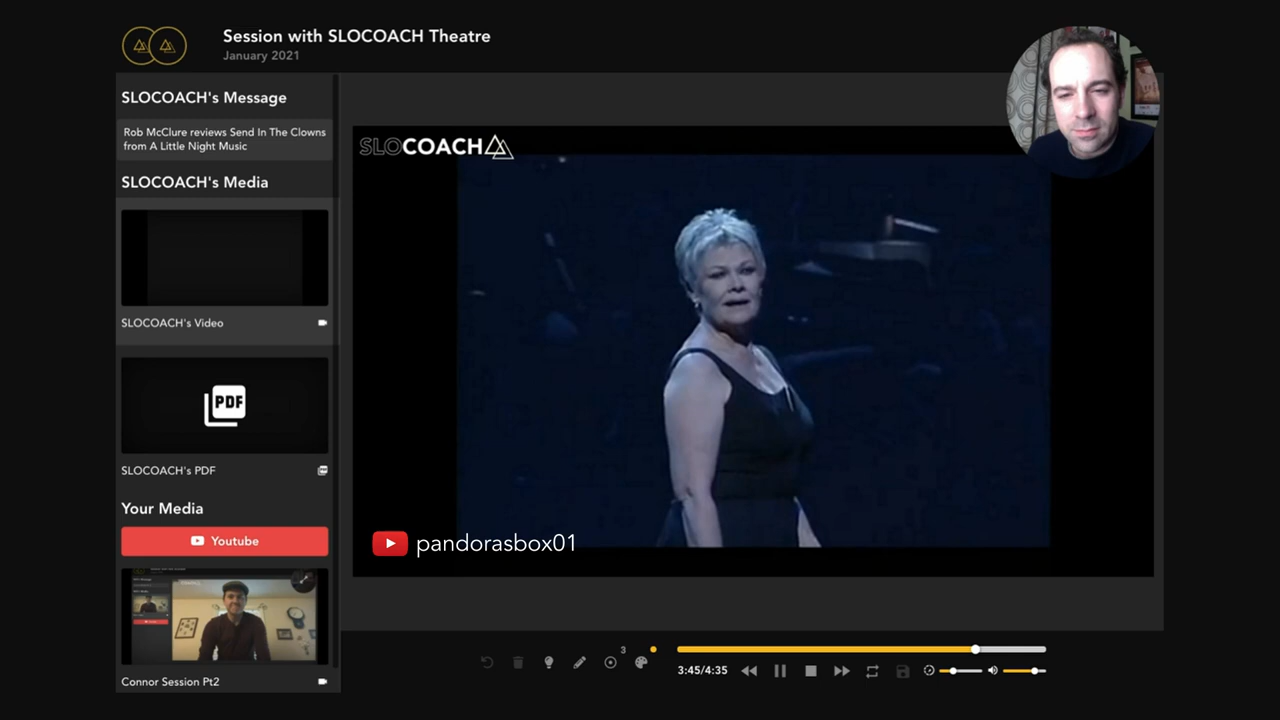 Session with SLOCOACH Theatre
January 2021
SLOCOACH's Message
Rob McClure reviews Send In The Clowns
from A Little Night Music
SLOCOACH's Media
SLOCOACH's Video
PDF
SLOCOACH's PDF
Your Media
Youtube
Connor Session Pt2
SLOCOACH
pandorasbox01
3
3:45/4:35